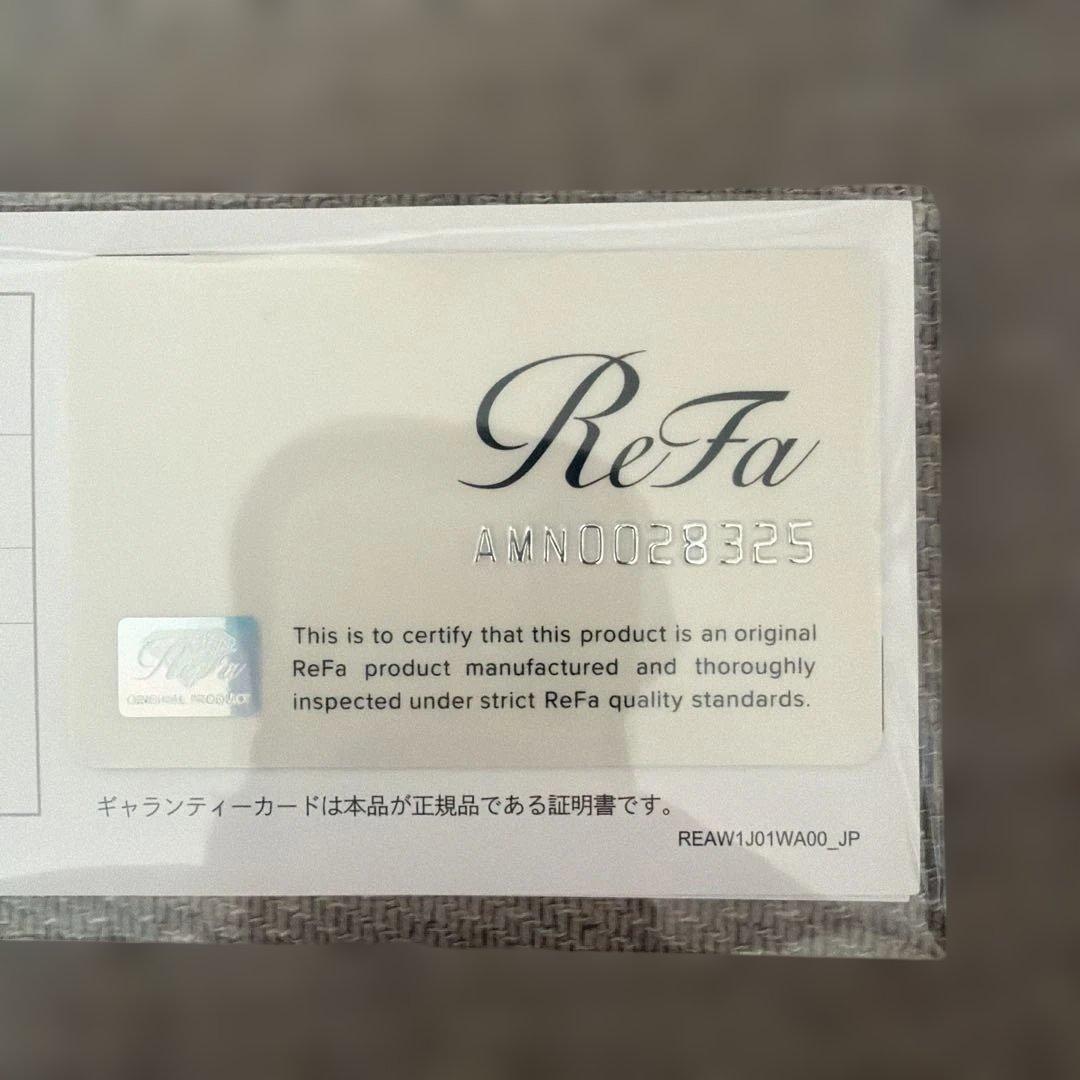 ReFa
AMN0028325
This is to certify that this product is an original
ReFa product manufactured and thoroughly
inspected under strict ReFa quality standards.
ReFa
ORIGINAL PRODUCT
ギャランティーカードは本品が正規品である証明書です。
REAW1J01WA00_JP